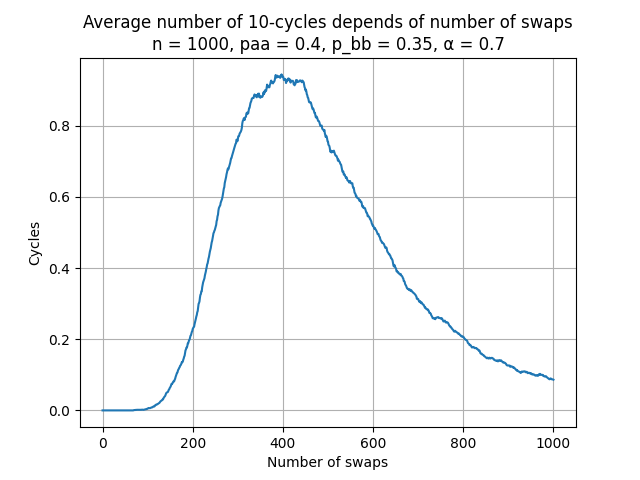 Average number of 10-cycles depends of number of swaps
n = 1000, paa = 0.4, p_bb = 0.35, α = 0.7
Cycles
0.8
0.6
0.4
0.2
0.0
0 200 400 600 800 1000
Number of swaps